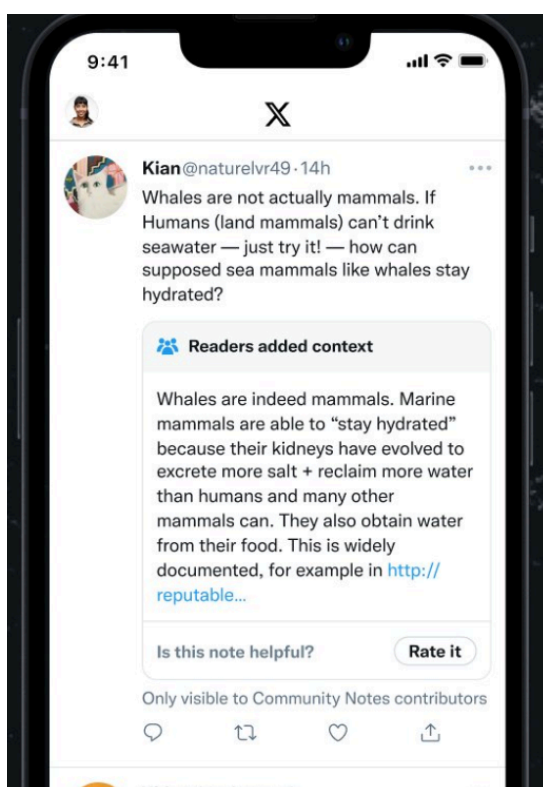 9:41
X
Kian@naturelvr49·14h
Whales are not actually mammals. If
Humans (land mammals) can’t drink
seawater — just try it! — how can
supposed sea mammals like whales stay
hydrated?
Readers added context
Whales are indeed mammals. Marine
mammals are able to “stay hydrated”
because their kidneys have evolved to
excrete more salt + reclaim more water
than humans and many other
mammals can. They also obtain water
from their food. This is widely
documented, for example in http://
reputable...
Is this note helpful?
Rate it
Only visible to Community Notes contributors